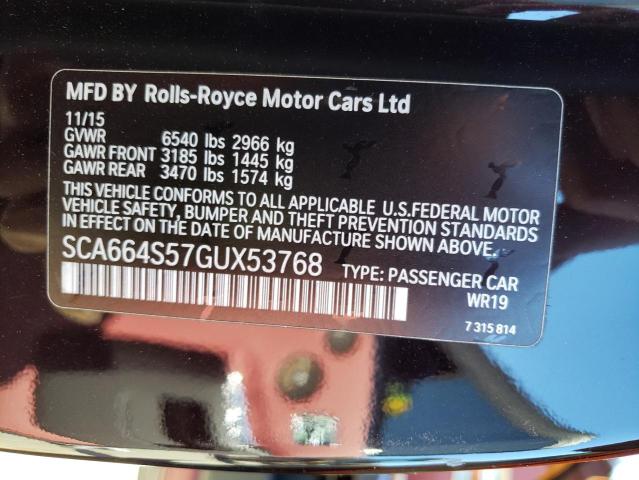 MFD BY Rolls-Royce Motor Cars Ltd
11/15
GVWR 6540 lbs 2966 kg
GAWR FRONT 3185 lbs 1445 kg
GAWR REAR 3470 lbs 1574 kg
THIS VEHICLE CONFORMS TO ALL APPLICABLE U.S.FEDERAL MOTOR
VEHICLE SAFETY, BUMPER AND THEFT PREVENTION STANDARDS
IN EFFECT ON THE DATE OF MANUFACTURE SHOWN ABOVE.
SCA664S57GUX53768 TYPE: PASSENGER CAR
WR19
7 315 814